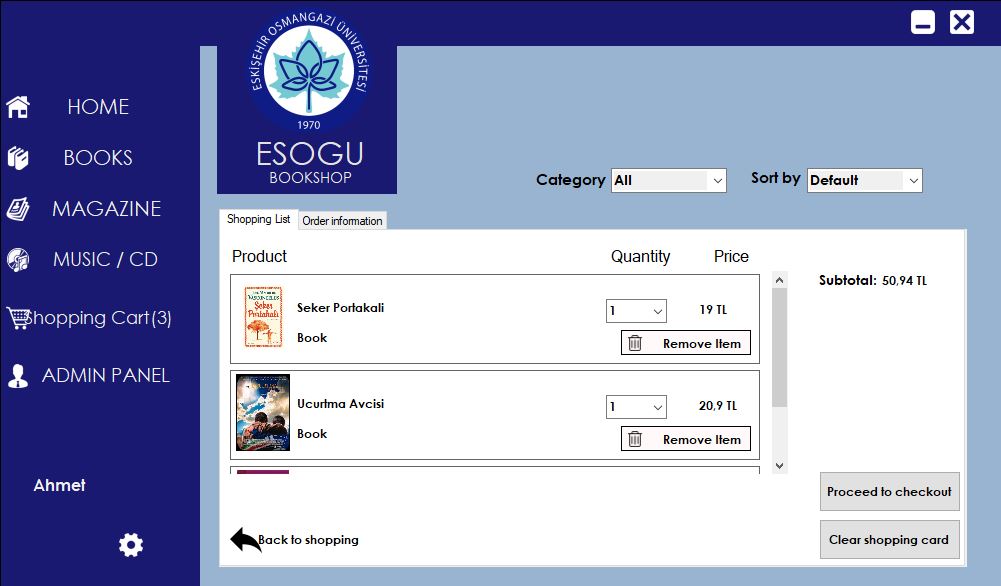 ESKİŞEHİR OSMANGAZİ ÜNİVERSİTESİ
1970
ESOGU
BOOKSHOP
HOME
BOOKS
MAGAZINE
MUSIC / CD
Shopping Cart(3)
ADMIN PANEL
Ahmet
Category All
Sort by Default
Shopping List Order information
Product Quantity Price
Seker Portakali 1 19 TL
Book Remove Item
Ucurtma Avcisi 1 20,9 TL
Book Remove Item
Subtotal: 50,94 TL
VASCONCELOS
Şeker
Portakalı
Proceed to checkout
Back to shopping
Clear shopping card